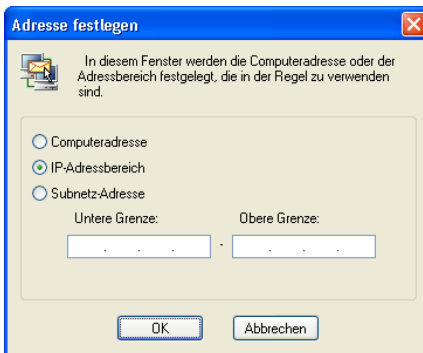 Adresse festlegen
In diesem Fenster werden die Computeradresse oder der
Adressbereich festgelegt, die in der Regel zu verwenden
sind.
Computeradresse
IP-Adressbereich
Subnetz-Adresse
Untere Grenze: Obere Grenze:
. . . - . . .
OK Abbrechen